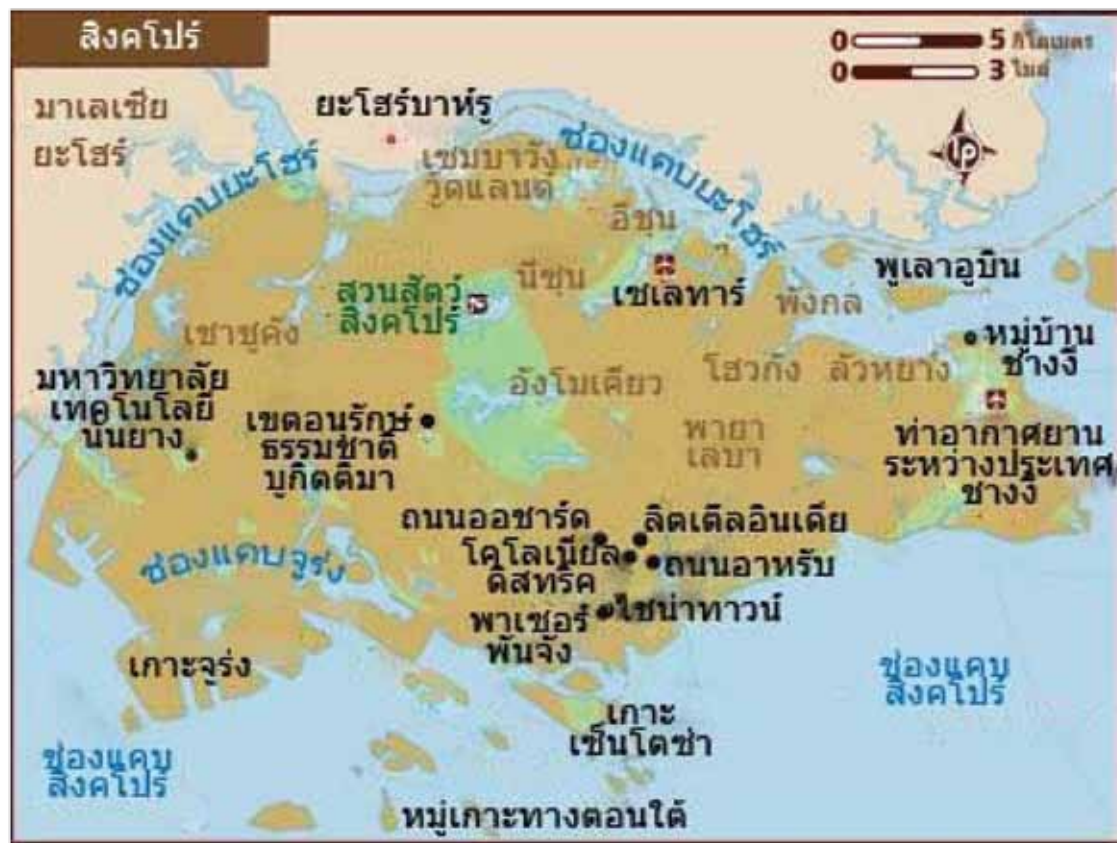 สิงคโปร์
0 5 กิโลเมตร
0 3 ไมล์
มาเลเซีย
ยะโฮร์
ยะโฮร์บาห์รู
ช่องแคบยะโฮร์
ช่องแคบยะโฮร์
เซมบาวัง
วูดแลนด์
อีชุน
นีซุน
สวนสัตว์
สิงคโปร์
เซเลทาร์
พูเลาอูบิน
พังกล
หมู่บ้าน
ชางงี
เชาชูคัง
มหาวิทยาลัย
เทคโนโลยี
นันยาง
เขตอนรักษ์
ธรรมชาติ
บูกิตติมา
อังโมเคียว
โฮวกัง
ลัวหยาง
พายา
เลบา
ท่าอากาศยาน
ระหว่างประเทศ
ชางงี
ถนนออชาร์ด
ลิตเติลอินเดีย
โคโลเนียล
ดิสทริค
ถนนอาหรับ
ช่องแคบจูร่ง
พาเซอร์
พันจัง
ไชน่าทาวน์
เกาะจูร่ง
ช่องแคบ
สิงคโปร์
เกาะ
เซ็นโตซ่า
ช่องแคบ
สิงคโปร์
หมู่เกาะทางตอนใต้